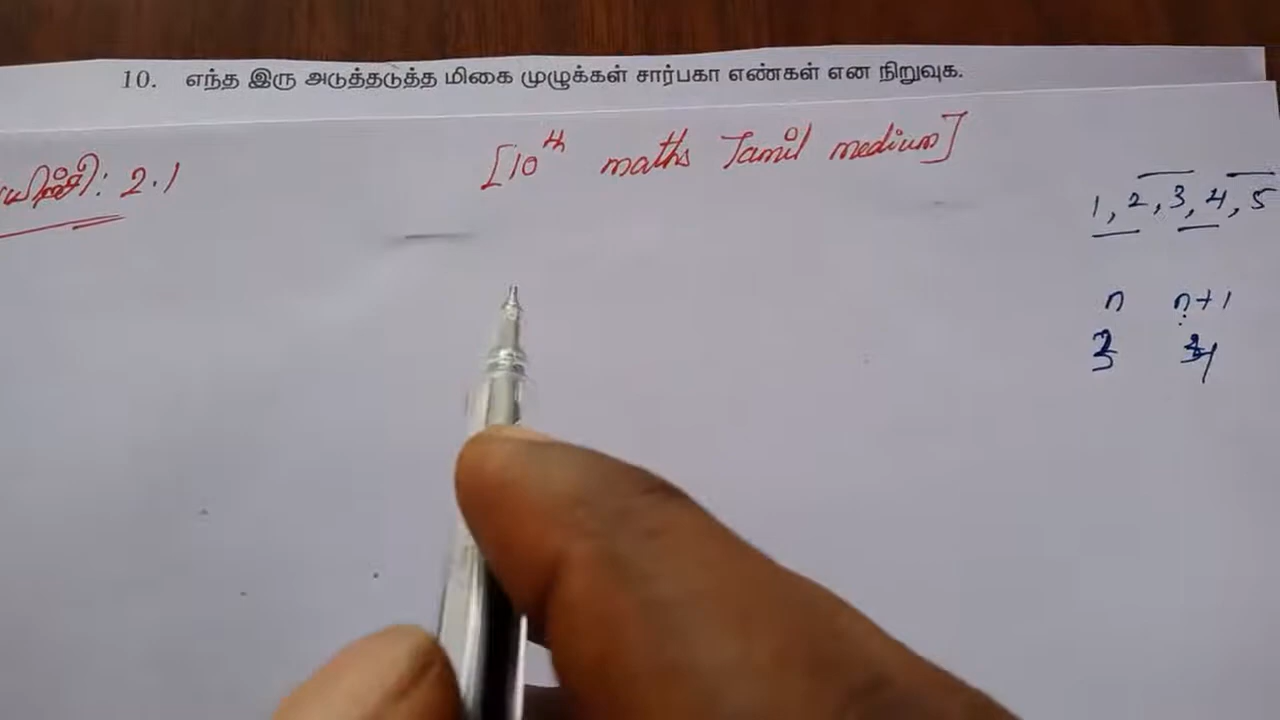 10. எந்த இரு அடுத்தடுத்த மிகை முழுக்கள் சார்பகா எண்கள் என நிறுவுக.
[10th maths Tamil medium]
2.1
1, 2, 3, 4, 5
n n+1